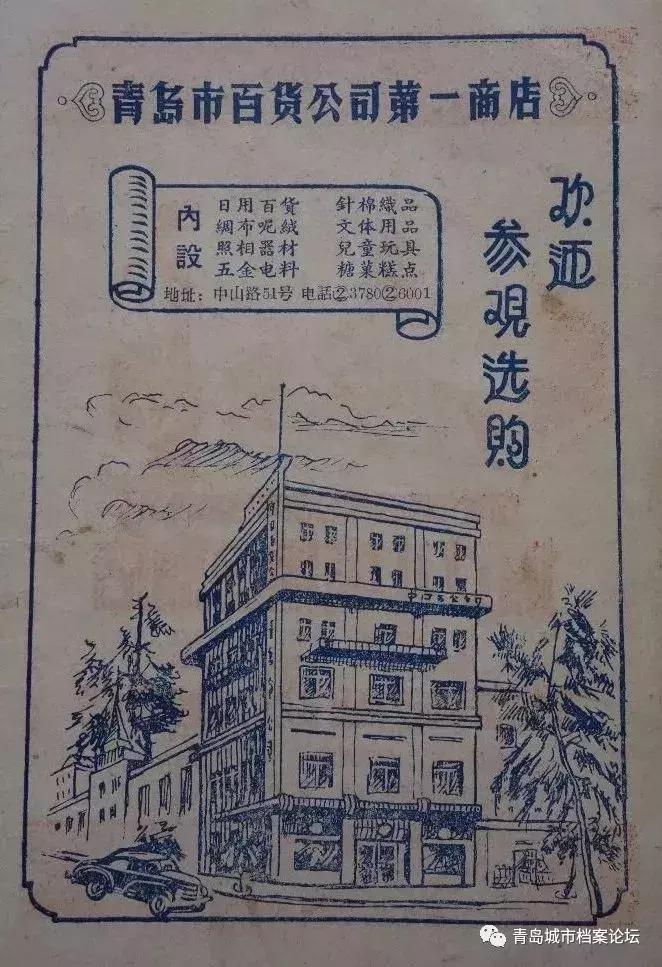 青岛市百货公司第一商店
欢迎
参观选购
內設
日用百貨 針棉織品
綢布呢絨 文体用品
照相器材 兒童玩具
五金电料 糖菓糕点
地址：中山路51号 电話②3780②6001
青岛城市档案论坛